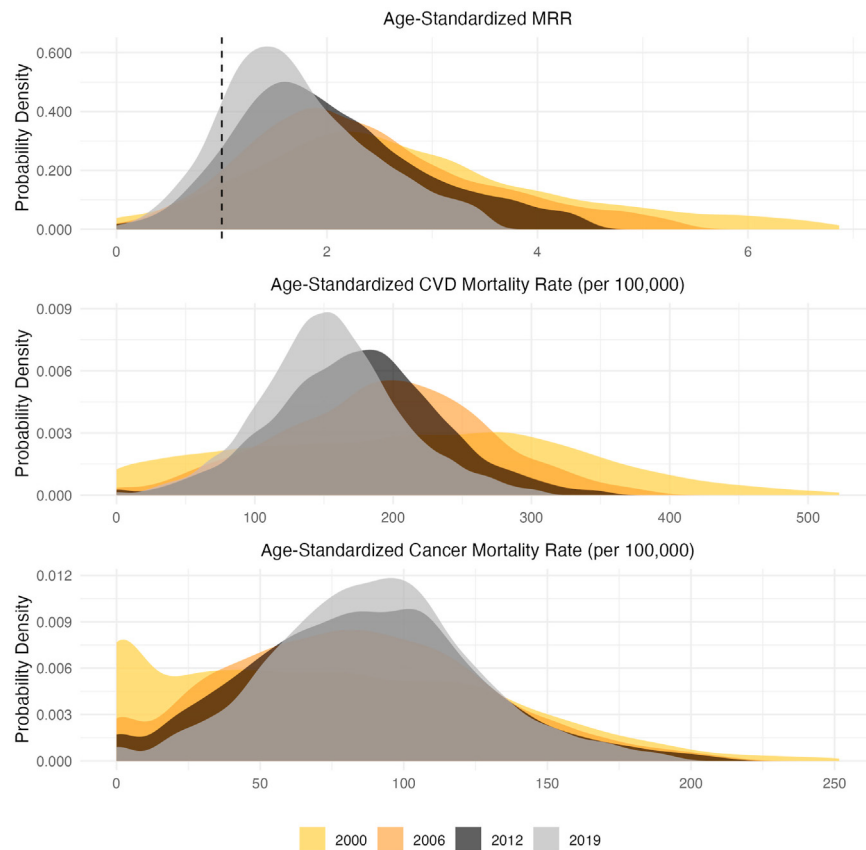 Age-Standardized MRR
Probability Density
0.600
0.400
0.200
0.000
0 2 4 6
Age-Standardized CVD Mortality Rate (per 100,000)
Probability Density
0.009
0.006
0.003
0.000
0 100 200 300 400 500
Age-Standardized Cancer Mortality Rate (per 100,000)
Probability Density
0.012
0.009
0.006
0.003
0.000
0 50 100 150 200 250
2000 2006 2012 2019